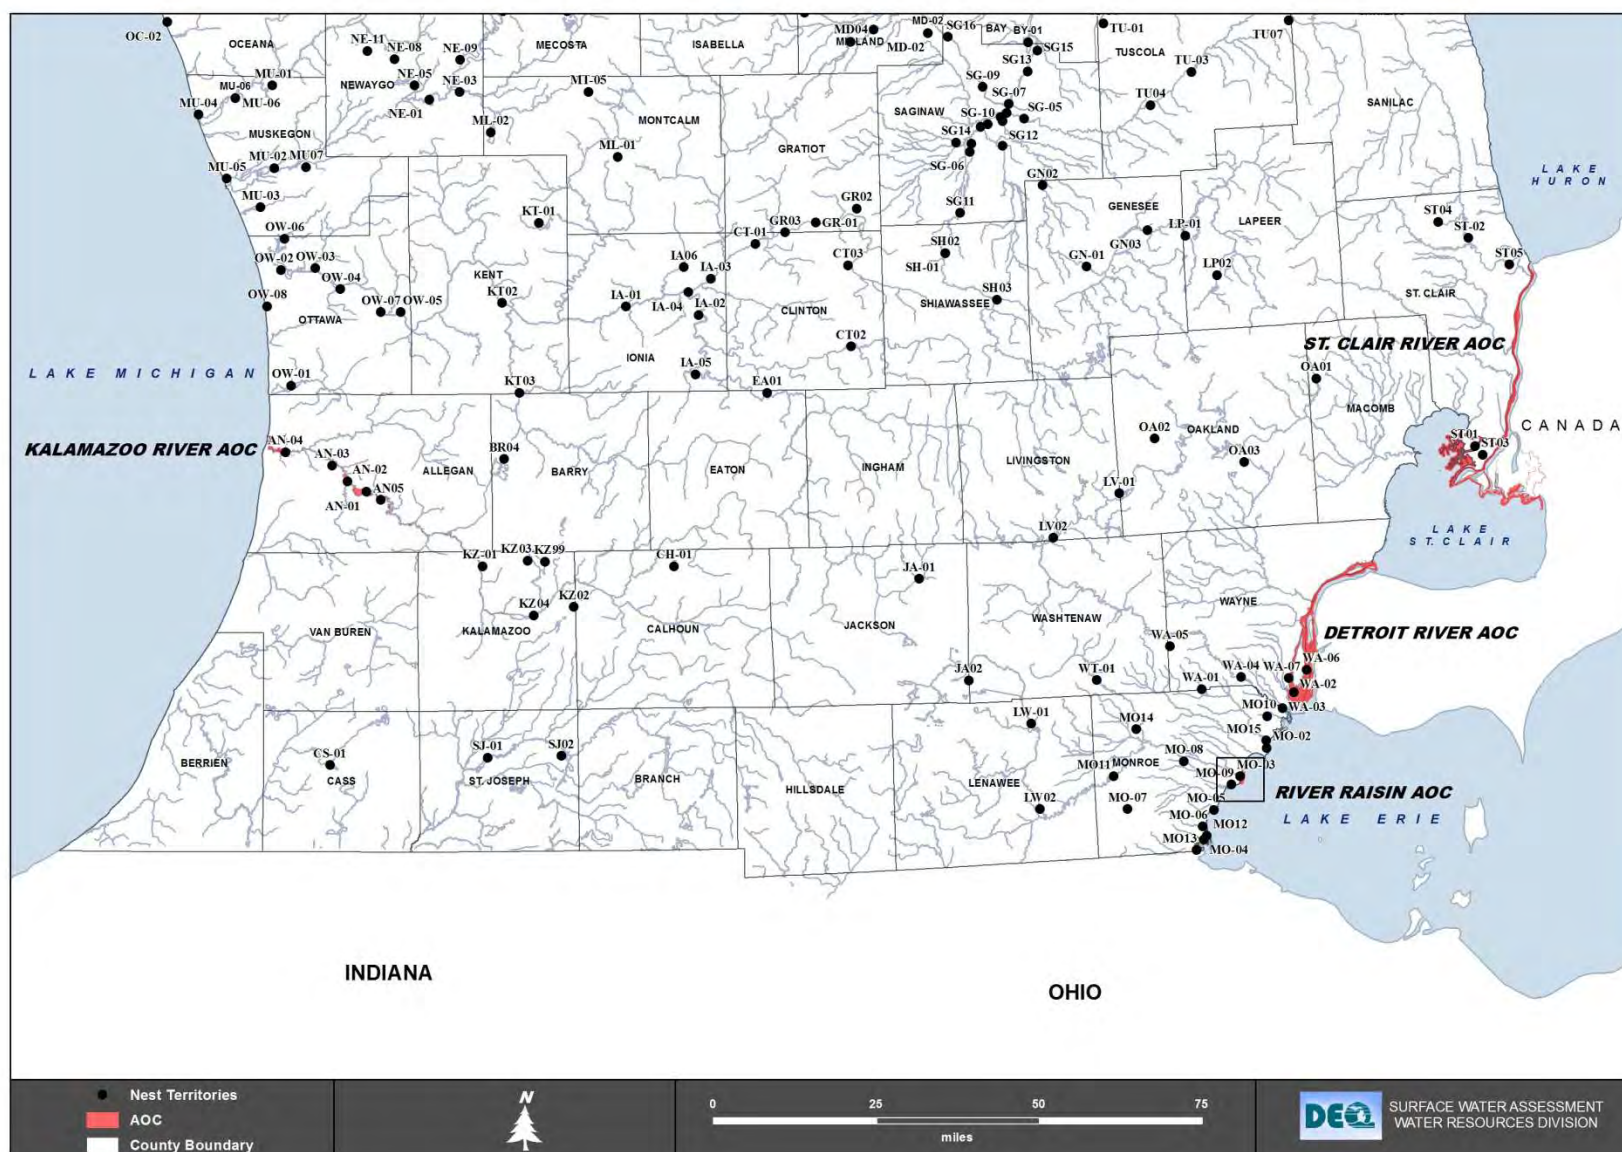 OC-02
OCEANA
NE-11
NE-08
NE-09
MECOSTA
ISABELLA
MD04
MIDLAND
MD-02
MD-02
SG16
BAY
BY-01
SG15
TU-01
TUSCOLA
TU07
TU-03
MU-01
MU-06
MU-06
NEWAYGO
NE-05
NE-03
NE-1
MT-05
SG13
SG-09
SG-07
TU04
SANILAC
MU-04
MUSKEGON
ML-02
MONTCALM
SAGINAW
SG-10
SG-05
SG14
SG12
GRATIOT
ML-01
SG-06
MU-02
MU07
MU-05
GN02
LAKE
HURON
MU-03
KT-01
GR02
GR03
GR-01
SG11
GENESEE
LAPEER
ST04
ST-02
OW-06
CT-01
SH02
GN03
LP-01
OW-02
OW-03
OW-04
KENT
IA06
IA-03
CT03
SH-01
GN-1
LP02
ST05
OW-08
OW-07
OW-05
KT02
IA-01
IA-04
IA-02
CLINTON
SH03
SHIAWASSEE
ST. CLAIR
OTTAWA
IONIA
CT02
ST. CLAIR RIVER AOC
LAKE MICHIGAN
OW-01
KT03
IA-05
EA01
OA01
MACOMB
CANADA
KALAMAZOO RIVER AOC
AN-04
AN-03
AN-02
ALLEGAN
AN05
AN-01
BR04
BARRY
EATON
INGHAM
LIVINGSTON
OA02
OAKLAND
OA03
ST01
ST03
LV-01
LV02
LAKE
ST. CLAIR
KZ-01
KZ03
KZ99
CH-01
JA-01
KZ04
KZ02
VAN BUREN
KALAMAZOO
CALHOUN
JACKSON
WASHTENAW
WAYNE
DETROIT RIVER AOC
WA-05
JA02
WT-01
WA-01
WA-04
WA-07
WA-06
WA-02
WA-03
MO10
LW-01
MO14
MO15
MO-02
BERRIEN
CS-01
CASS
SJ-01
SJ02
ST. JOSEPH
BRANCH
HILLSDALE
LENAWEE
MO-08
MO11
MONROE
MO-09
MO-03
RIVER RAISIN AOC
LW02
MO-07
MO-05
MO-06
MO12
LAKE ERIE
MO13
MO-04
INDIANA
OHIO
Nest Territories
AOC
County Boundary
N
0 25 50 75
miles
DEQ
SURFACE WATER ASSESSMENT
WATER RESOURCES DIVISION